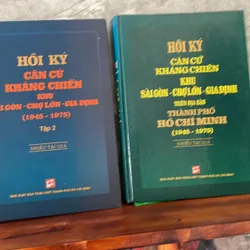 HỒI KÝ
CĂN CỨ
KHÁNG CHIẾN
KHU
SÀI GÒN - CHỢ LỚN - GIA ĐỊNH
(1945 - 1975)
Tập 2
NHIỀU TÁC GIẢ
HỒI KÝ
CĂN CỨ
KHÁNG CHIẾN
KHU
SÀI GÒN - CHỢ LỚN - GIA ĐỊNH
TRÊN ĐỊA BÀN
THÀNH PHỐ
HỒ CHÍ MINH
(1945 - 1975)
NHIỀU TÁC GIẢ